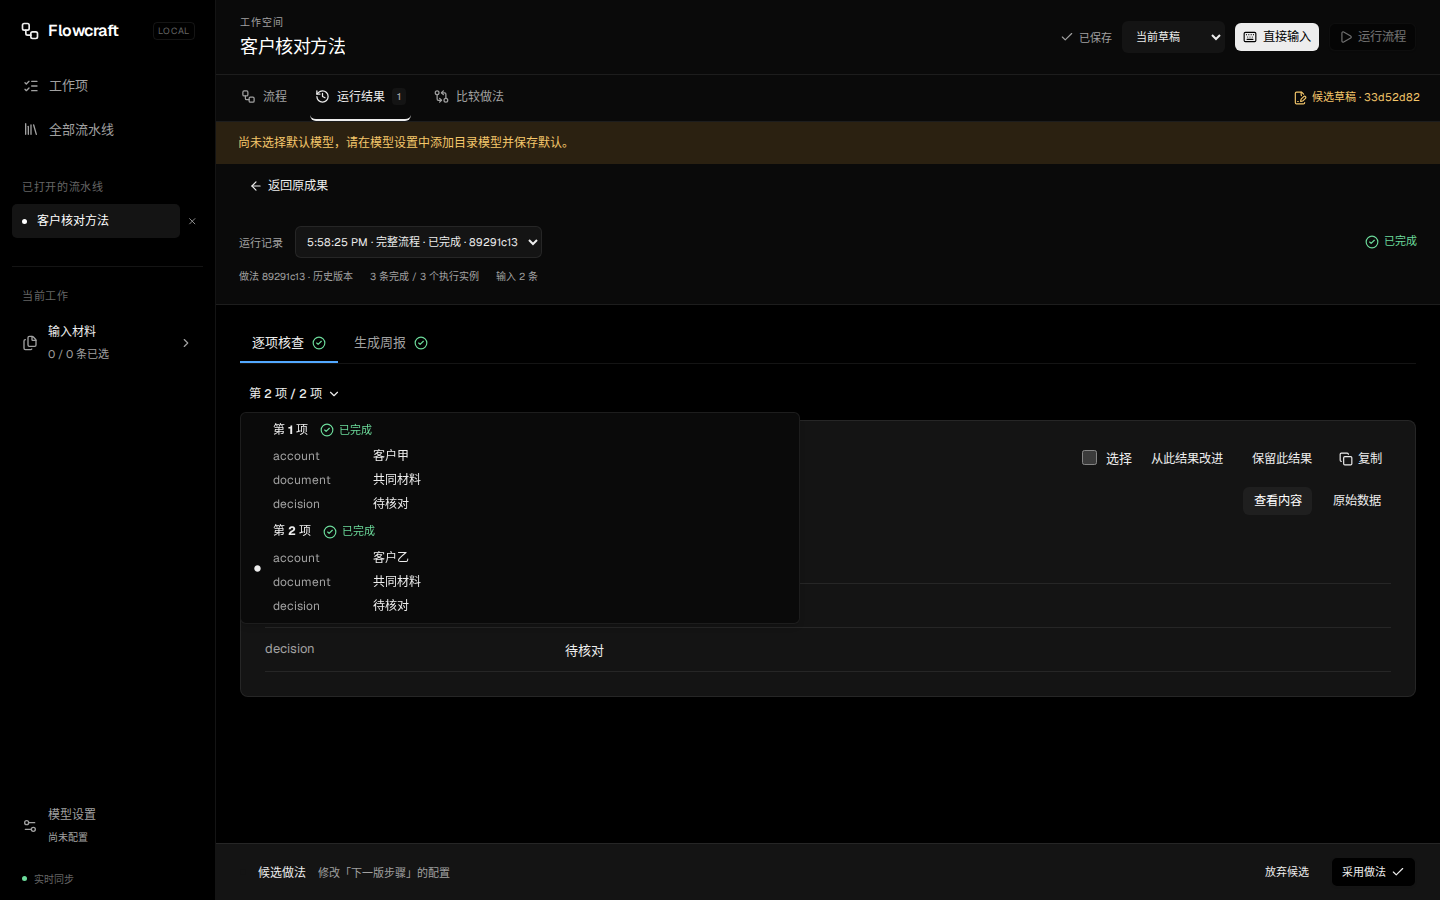 Flowcraft
LOCAL
工作项
全部流水线
已打开的流水线
客户核对方法
当前工作
输入材料
0 / 0 条已选
模型设置
尚未配置
实时同步
工作空间
客户核对方法
已保存
当前草稿
直接输入
运行流程
流程
运行结果 1
比较做法
候选草稿 · 33d52d82
尚未选择默认模型，请在模型设置中添加目录模型并保存默认。
返回原成果
运行记录
5:58:25 PM · 完整流程 · 已完成 · 89291c13
已完成
做法 89291c13 · 历史版本
3 条完成 / 3 个执行实例
输入 2 条
逐项核查
生成周报
第 2 项 / 2 项
第 1 项 已完成
account 客户甲
document 共同材料
decision 待核对
第 2 项 已完成
account 客户乙
document 共同材料
decision 待核对
选择
从此结果改进
保留此结果
复制
查看内容
原始数据
decision 待核对
候选做法
修改「下一版步骤」的配置
放弃候选
采用做法